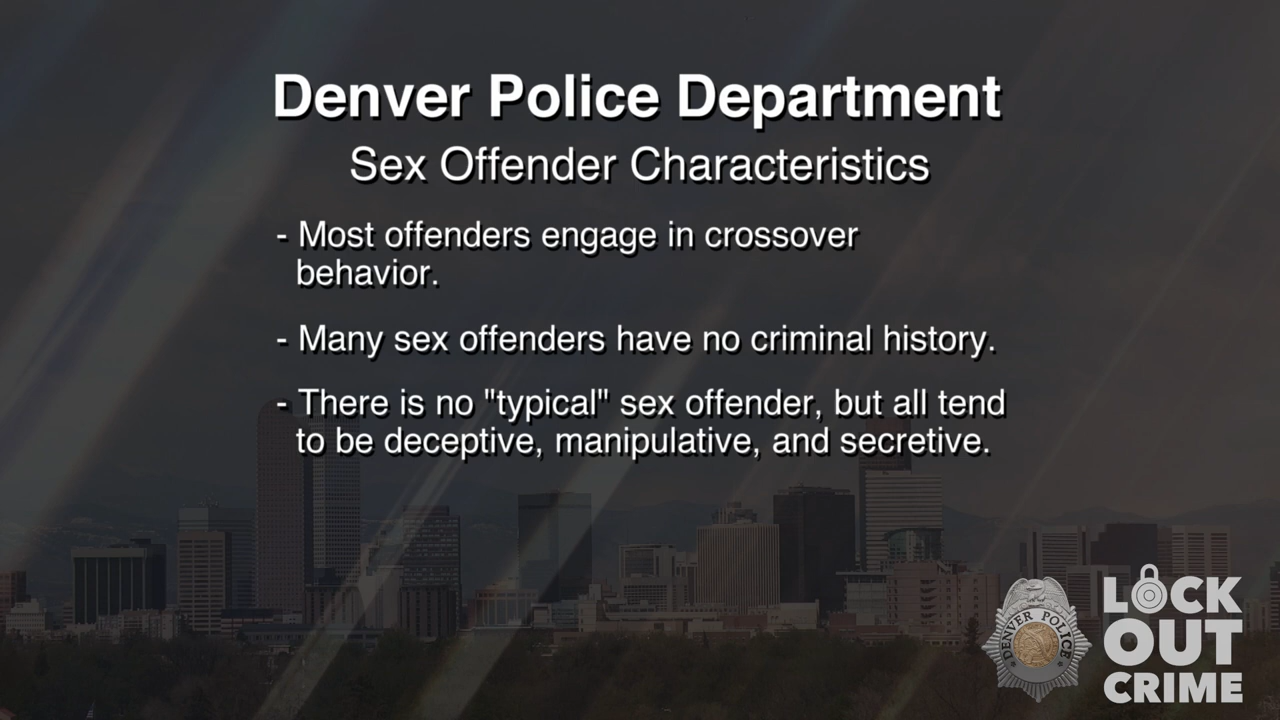 Denver Police Department
Sex Offender Characteristics
- Most offenders engage in crossover
behavior.
- Many sex offenders have no criminal history.
- There is no "typical" sex offender, but all tend
to be deceptive, manipulative, and secretive.
DENVER POLICE
LOCK
OUT
CRIME